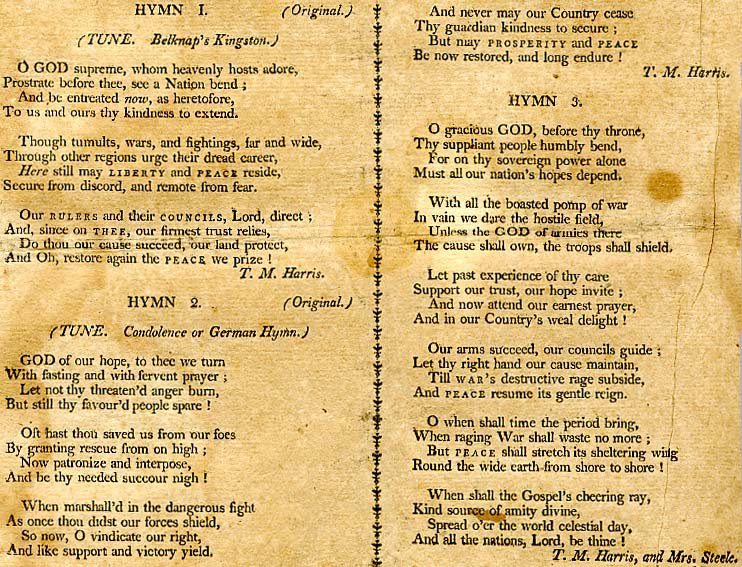 HYMN I. (Original.)
(TUNE. Belknap's Kingston.)
O GOD supreme, whom heavenly hosts adore,
Prostrate before thee, see a Nation bend ;
And be entreated now, as heretofore,
To us and ours thy kindness to extend.
Though tumults, wars, and fightings, far and wide,
Through other regions urge their dread career,
Here still may LIBERTY and PEACE reside,
Secure from discord, and remote from fear.
Our RULERS and their COUNCILS, Lord, direct ;
And, since on THEE, our firmest trust relies,
Do thou our cause succeed, our land protect,
And Oh, restore again the PEACE we prize !
T. M. Harris.
HYMN 2. (Original.)
(TUNE. Condolence or German Hymn.)
GOD of our hope, to thee we turn
With fasting and with fervent prayer ;
Let not thy threaten'd anger burn,
But still thy favour'd people spare !
Oft hast thou saved us from our foes
By granting rescue from on high ;
Now patronize and interpose,
And be thy needed succour nigh !
When marshall'd in the dangerous fight
As once thou didst our forces shield,
So now, O vindicate our right,
And like support and victory yield.
And never may our Country cease
Thy guardian kindness to secure ;
But may PROSPERITY and PEACE
Be now restored, and long endure !
T. M. Harris.
HYMN 3.
O gracious GOD, before thy throne,
Thy suppliant people humbly bend,
For on thy sovereign power alone
Must all our nation's hopes depend.
With all the boasted pomp of war
In vain we dare the hostile field,
Unless the GOD of armies there
The cause shall own, the troops shall shield.
Let past experience of thy care
Support our trust, our hope invite ;
And now attend our earnest prayer,
And in our Country's weal delight !
Our arms succeed, our councils guide ;
Let thy right hand our cause maintain,
Till WAR'S destructive rage subside,
And PEACE resume its gentle reign.
O when shall time the period bring,
When raging War shall waste no more ;
But PEACE shall stretch its sheltering wing
Round the wide earth from shore to shore !
When shall the Gospel's cheering ray,
Kind source of amity divine,
Spread o'er the world celestial day,
And all the nations, Lord, be thine !
T. M. Harris, and Mrs. Steele.